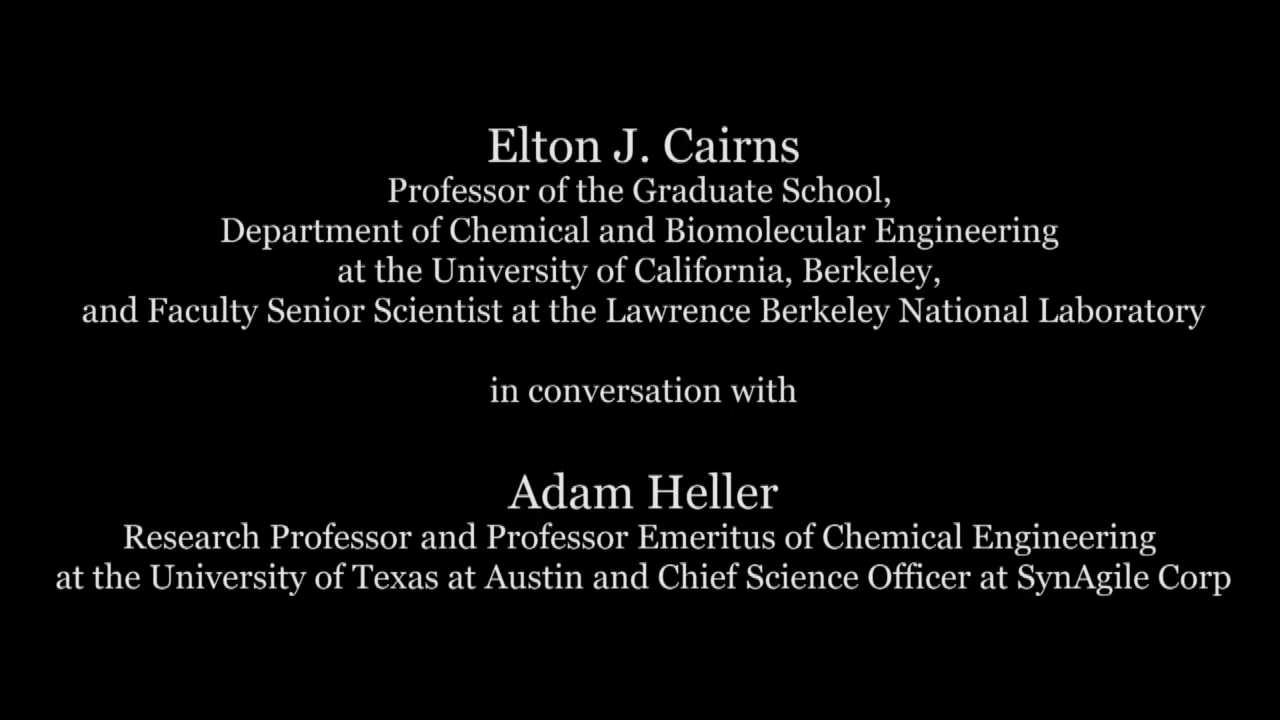 Elton J. Cairns
Professor of the Graduate School,
Department of Chemical and Biomolecular Engineering
at the University of California, Berkeley,
and Faculty Senior Scientist at the Lawrence Berkeley National Laboratory
in conversation with
Adam Heller
Research Professor and Professor Emeritus of Chemical Engineering
at the University of Texas at Austin and Chief Science Officer at SynAgile Corp